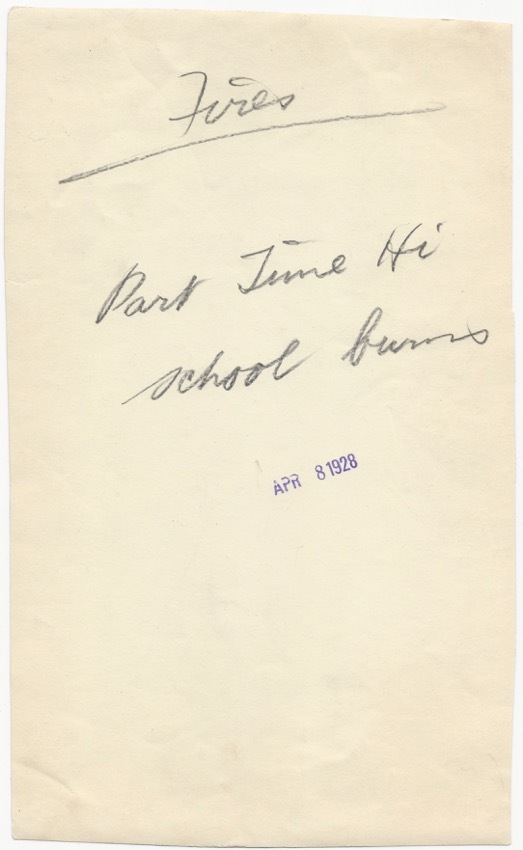 Fires
Part Time Hi
school burns
APR 8 1928